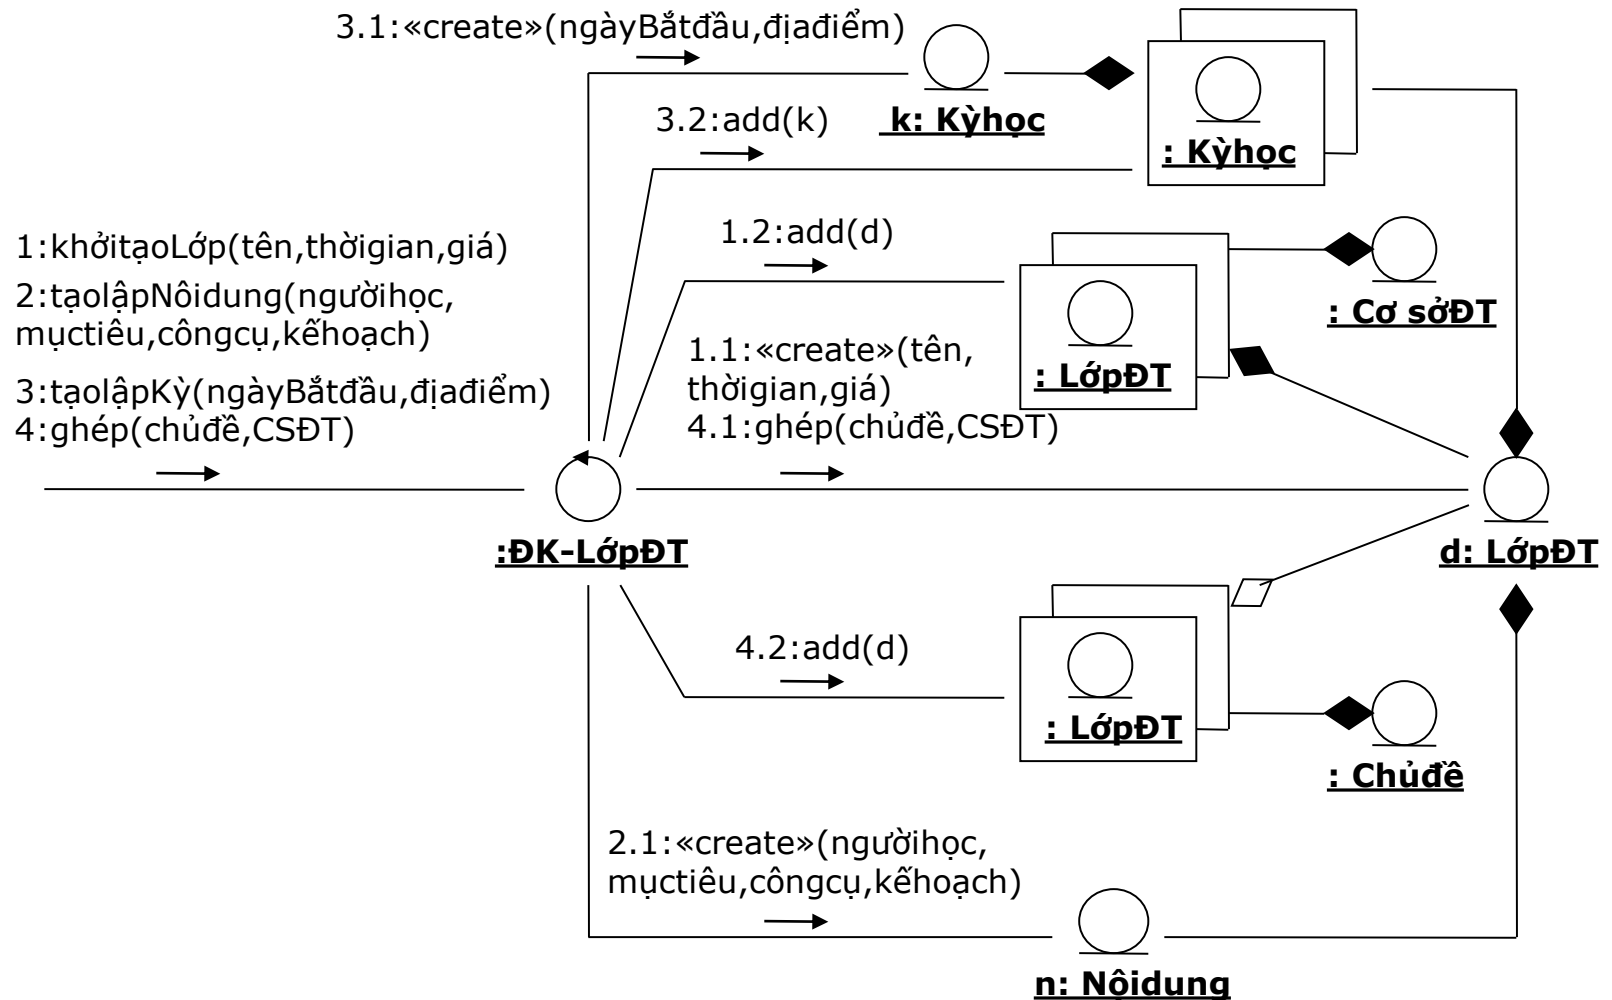 3.1:«create»(ngàyBắtđầu,địađiểm)
3.2:add(k)
k: Kỳhọc
: Kỳhọc
1:khởitạoLớp(tên,thờigian,giá)
2:tạolậpNôidung(ngườihọc,
mụctiêu,côngcụ,kếhoạch)
3:tạolậpKỳ(ngàyBắtđầu,địađiểm)
4:ghép(chủđề,CSĐT)
1.2:add(d)
: Cơ sởĐT
1.1:«create»(tên,
thờigian,giá)
4.1:ghép(chủđề,CSĐT)
: LớpĐT
:ĐK-LớpĐT
d: LớpĐT
4.2:add(d)
: LớpĐT
: Chủđề
2.1:«create»(ngườihọc,
mụctiêu,côngcụ,kếhoạch)
n: Nộidung